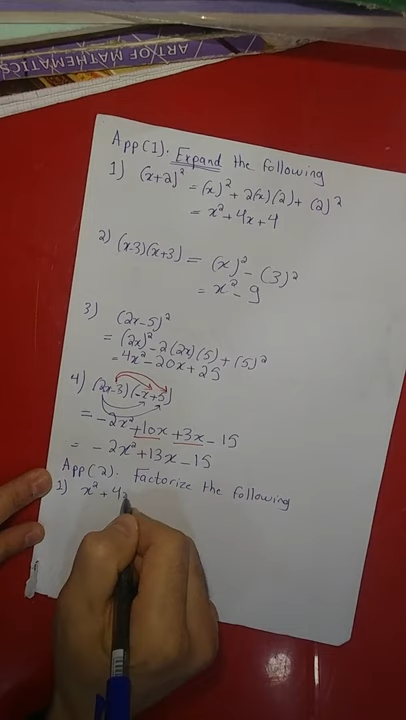 ART OF MATHEMATICS
App(1). Expand the following
1) (x+2)² = (x)² + 2(x)(2) + (2)²
= x² + 4x + 4
2) (x-3)(x+3) = (x)² - (3)²
= x² - 9
3) (2x-5)²
= (2x)² - 2(2x)(5) + (5)²
= 4x² - 20x + 25
4) (2x-3)(-x+5)
= -2x² + 10x + 3x - 15
= -2x² + 13x - 15
App(2). Factorize the following
1) x² + 4x